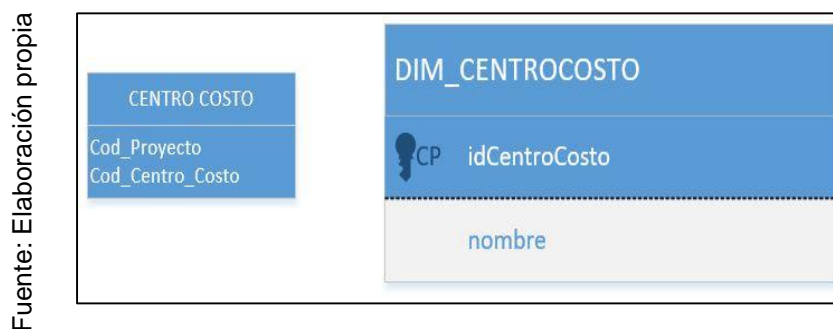 Fuente: Elaboración propia
CENTRO COSTO
Cod_Proyecto
Cod_Centro_Costo
DIM_CENTROCOSTO
CP idCentroCosto
nombre